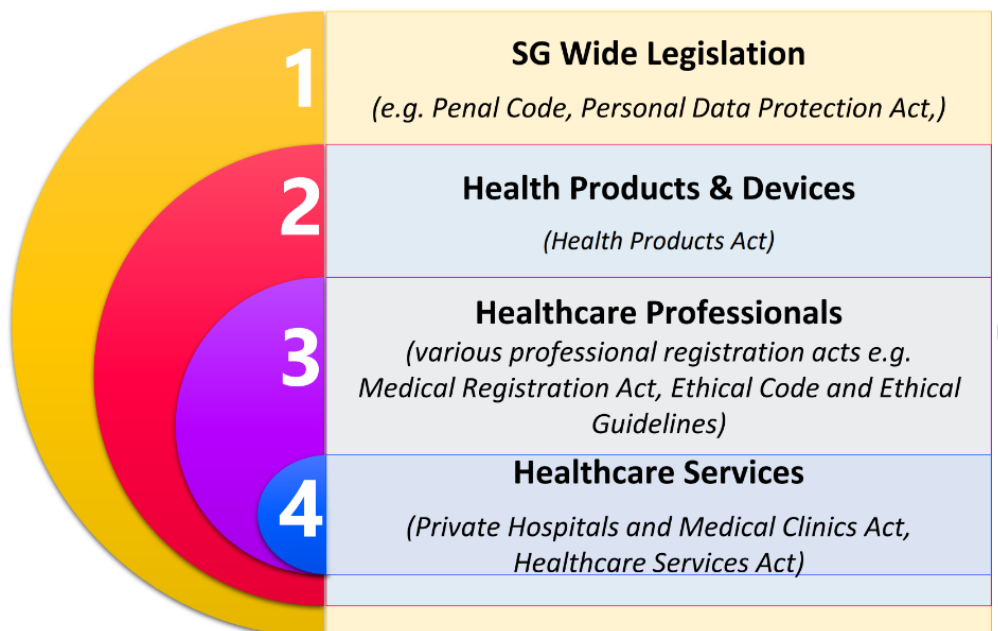 1
SG Wide Legislation
(e.g. Penal Code, Personal Data Protection Act,)
2
Health Products & Devices
(Health Products Act)
3
Healthcare Professionals
(various professional registration acts e.g.
Medical Registration Act, Ethical Code and Ethical
Guidelines)
4
Healthcare Services
(Private Hospitals and Medical Clinics Act,
Healthcare Services Act)